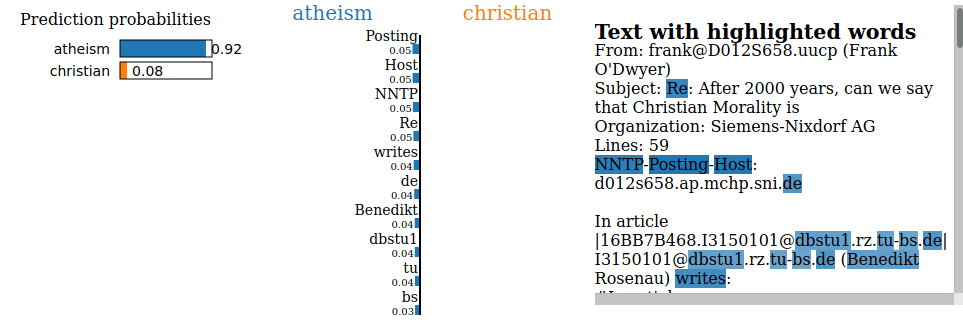 Prediction probabilities
atheism 0.92
christian 0.08
atheism christian
Posting
0.05
Host
0.05
NNTP
0.05
Re
0.05
writes
0.04
de
0.04
Benedikt
0.04
dbstu1
0.04
tu
0.04
bs
0.03
Text with highlighted words
From: frank@D012S658.uucp (Frank
O'Dwyer)
Subject: Re: After 2000 years, can we say
that Christian Morality is
Organization: Siemens-Nixdorf AG
Lines: 59
NNTP-Posting-Host:
d012s658.ap.mchp.sni.de
In article
|16BB7B468.I3150101@dbstu1.rz.tu-bs.de|
I3150101@dbstu1.rz.tu-bs.de (Benedikt
Rosenau) writes: